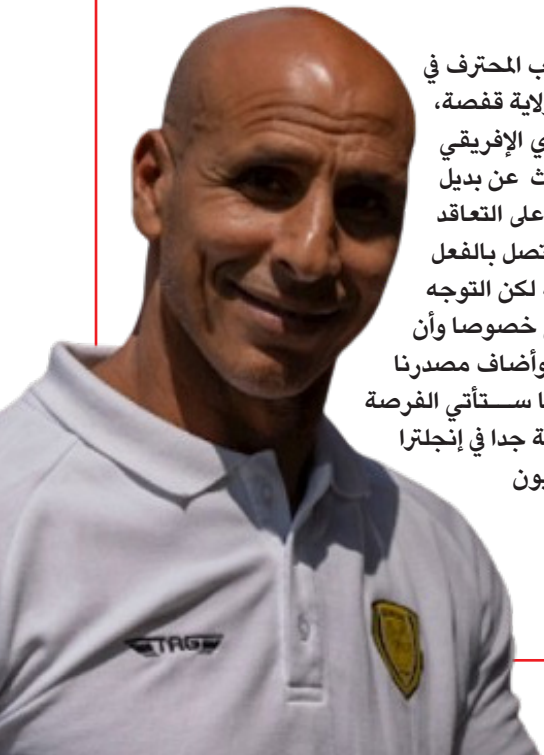 ب المحترف في
لاية قفصة،
ي الإفريقي
ث عن بديل
على التعاقد
تصل بالفعل
لكن التوجه
خصوصا وأن
وأضاف مصدرنا
ا ستأتي الفرصة
ة جدا في إنجلترا
يون
TAG